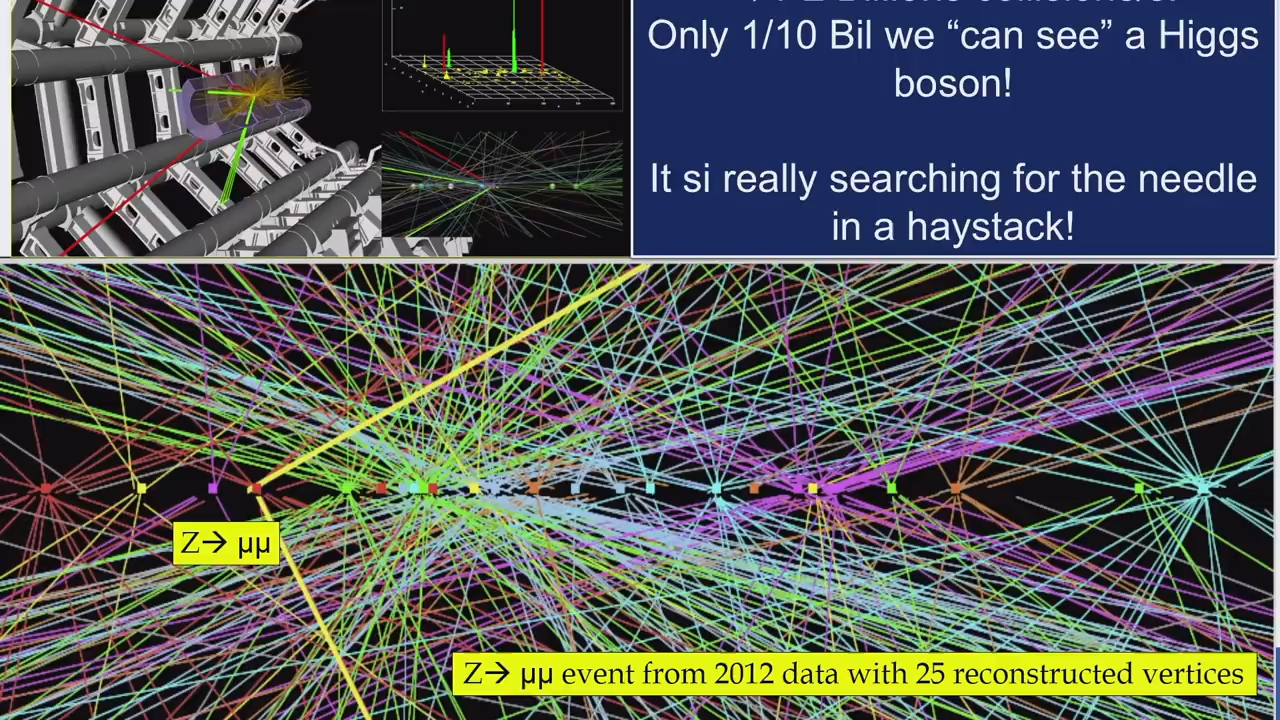 Only 1/10 Bil we “can see” a Higgs
boson!
It si really searching for the needle
in a haystack!
Z→ μμ
Z→ μμ event from 2012 data with 25 reconstructed vertices